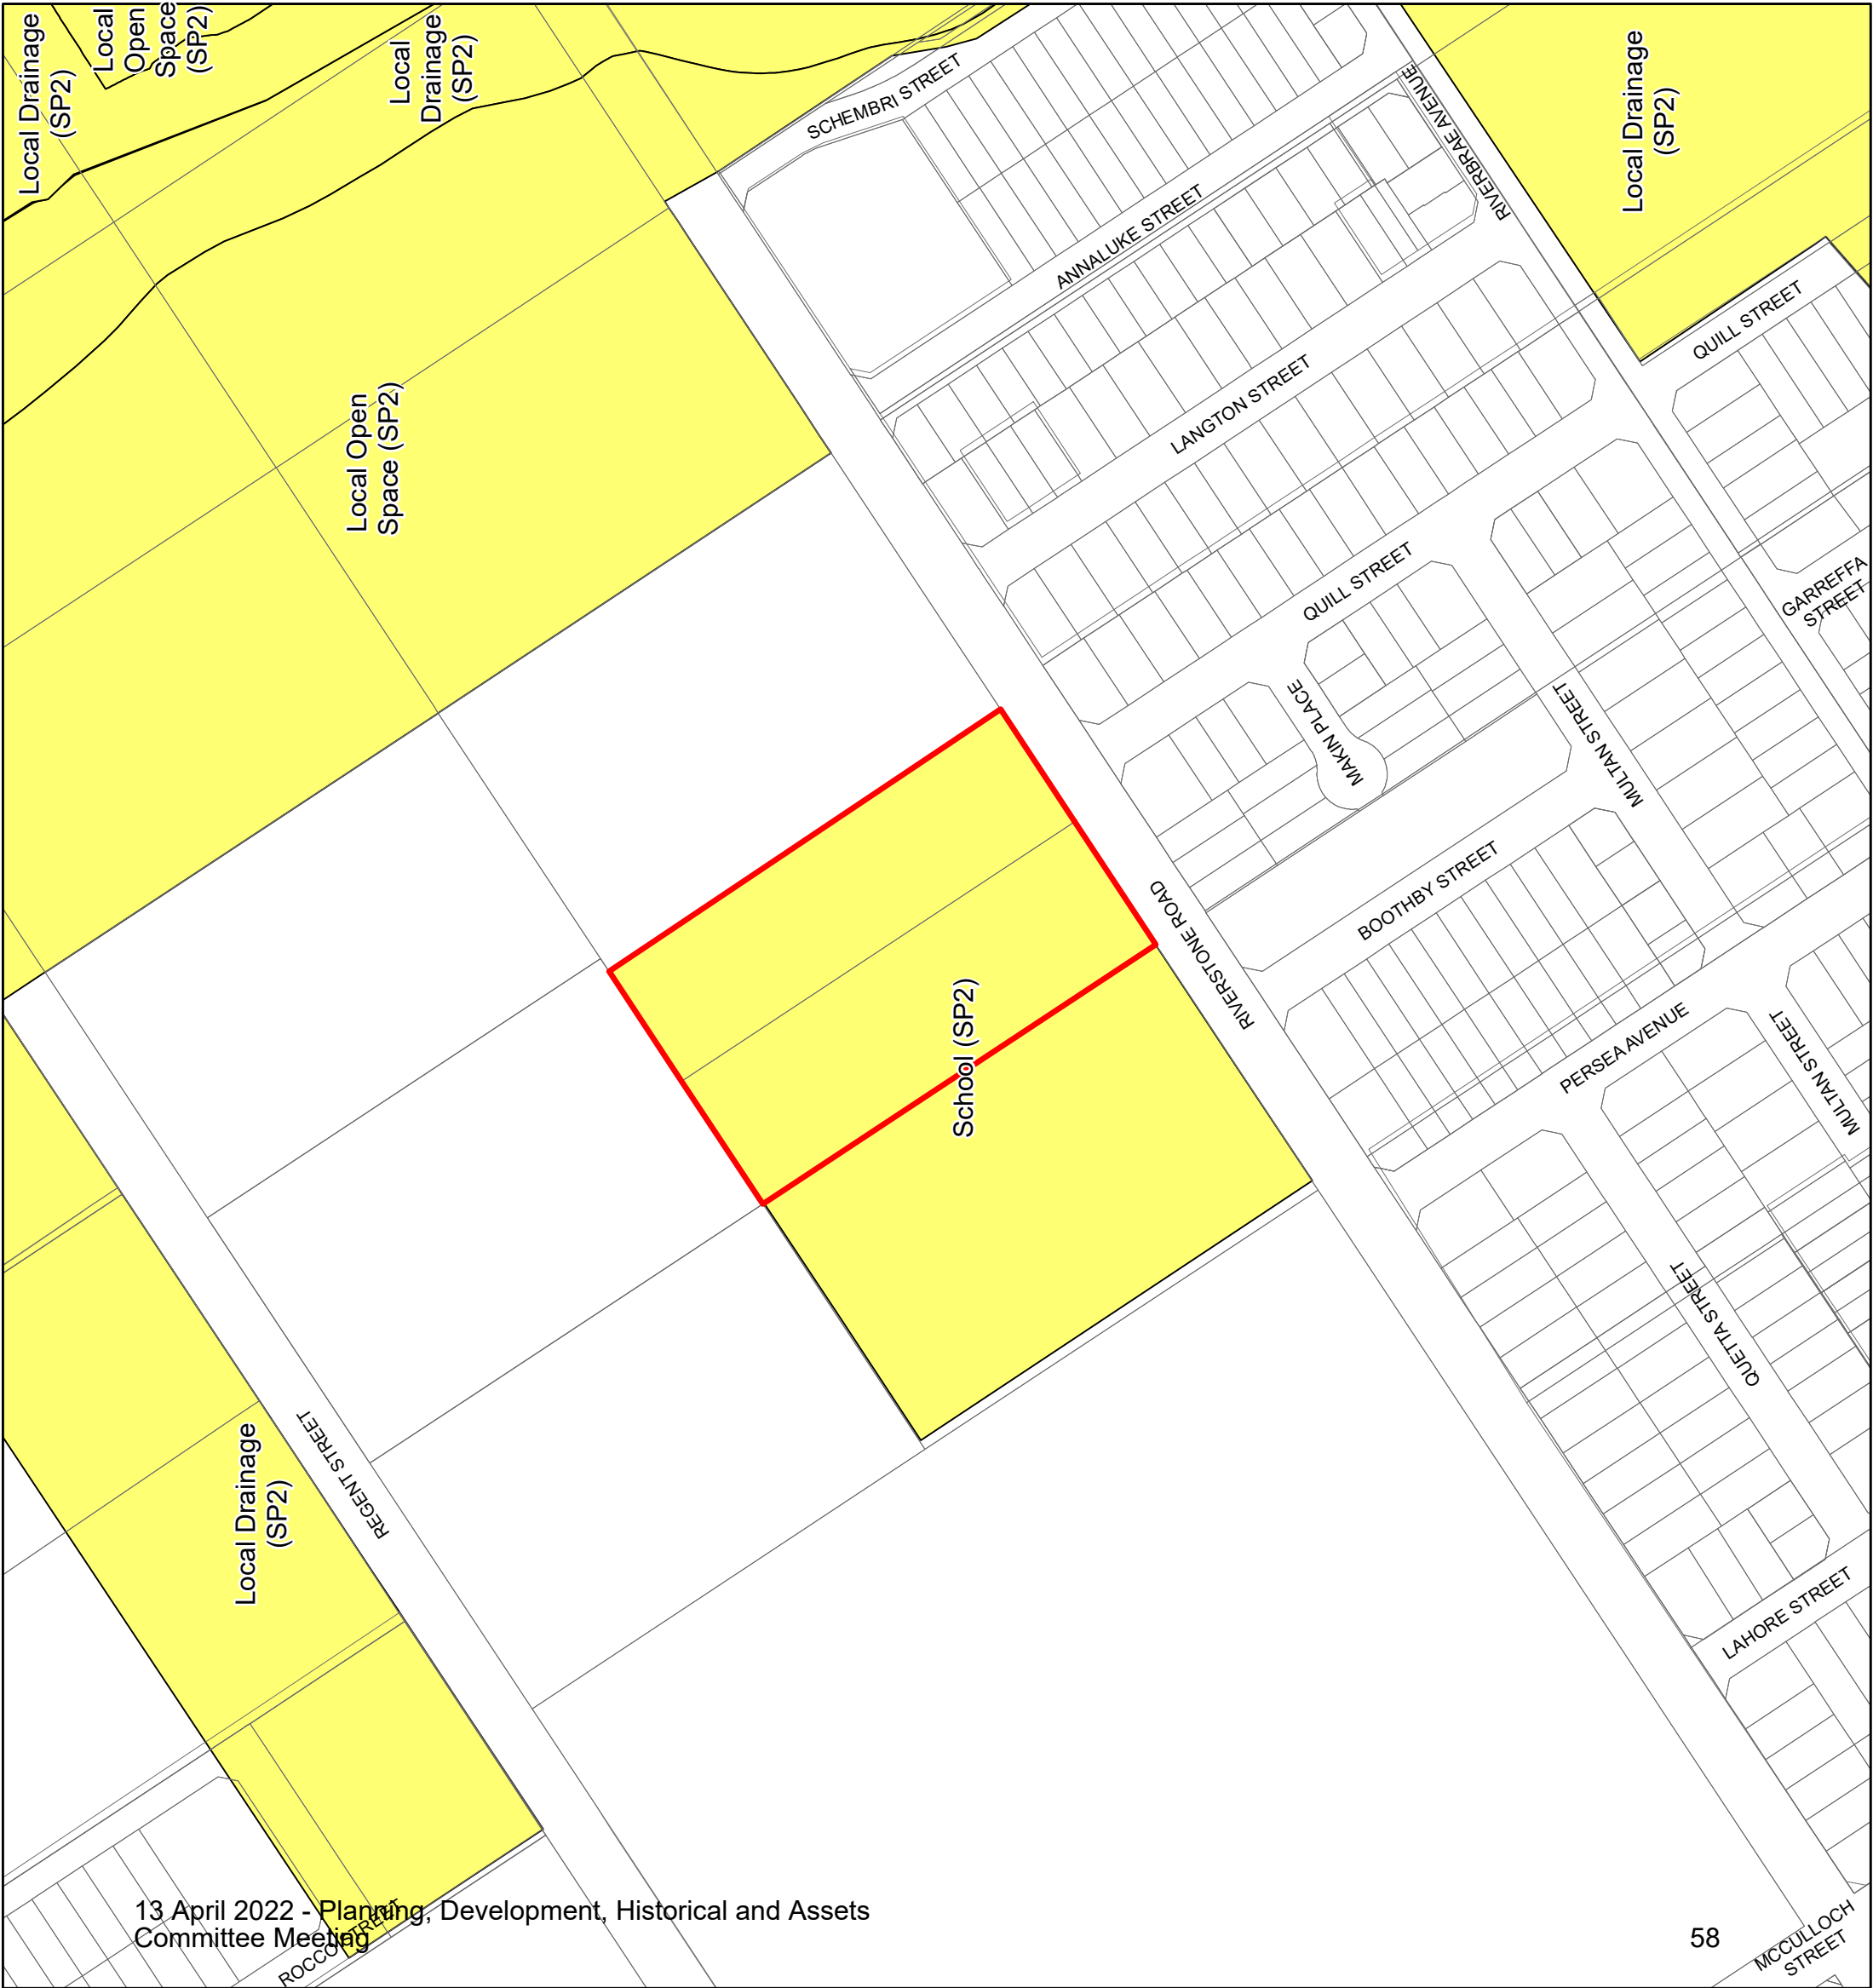 Local Drainage
(SP2)
Local
Open
Space
(SP2)
Local
Drainage
(SP2)
SCHEMBRI STREET
RIVERBRAE AVENUE
Local Drainage
(SP2)
ANNALUKE STREET
QUILL STREET
LANGTON STREET
Local Open
Space (SP2)
QUILL STREET
GARREFFA
STREET
MAKIN PLACE
MULTAN STREET
BOOTHBY STREET
RIVERSTONE ROAD
School (SP2)
PERSEA AVENUE
MULTAN STREET
QUETTA STREET
REGENT STREET
Local Drainage
(SP2)
LAHORE STREET
MCCULLOCH
STREET
ROCCO STREET
13 April 2022 - Planning, Development, Historical and Assets
Committee Meeting
58